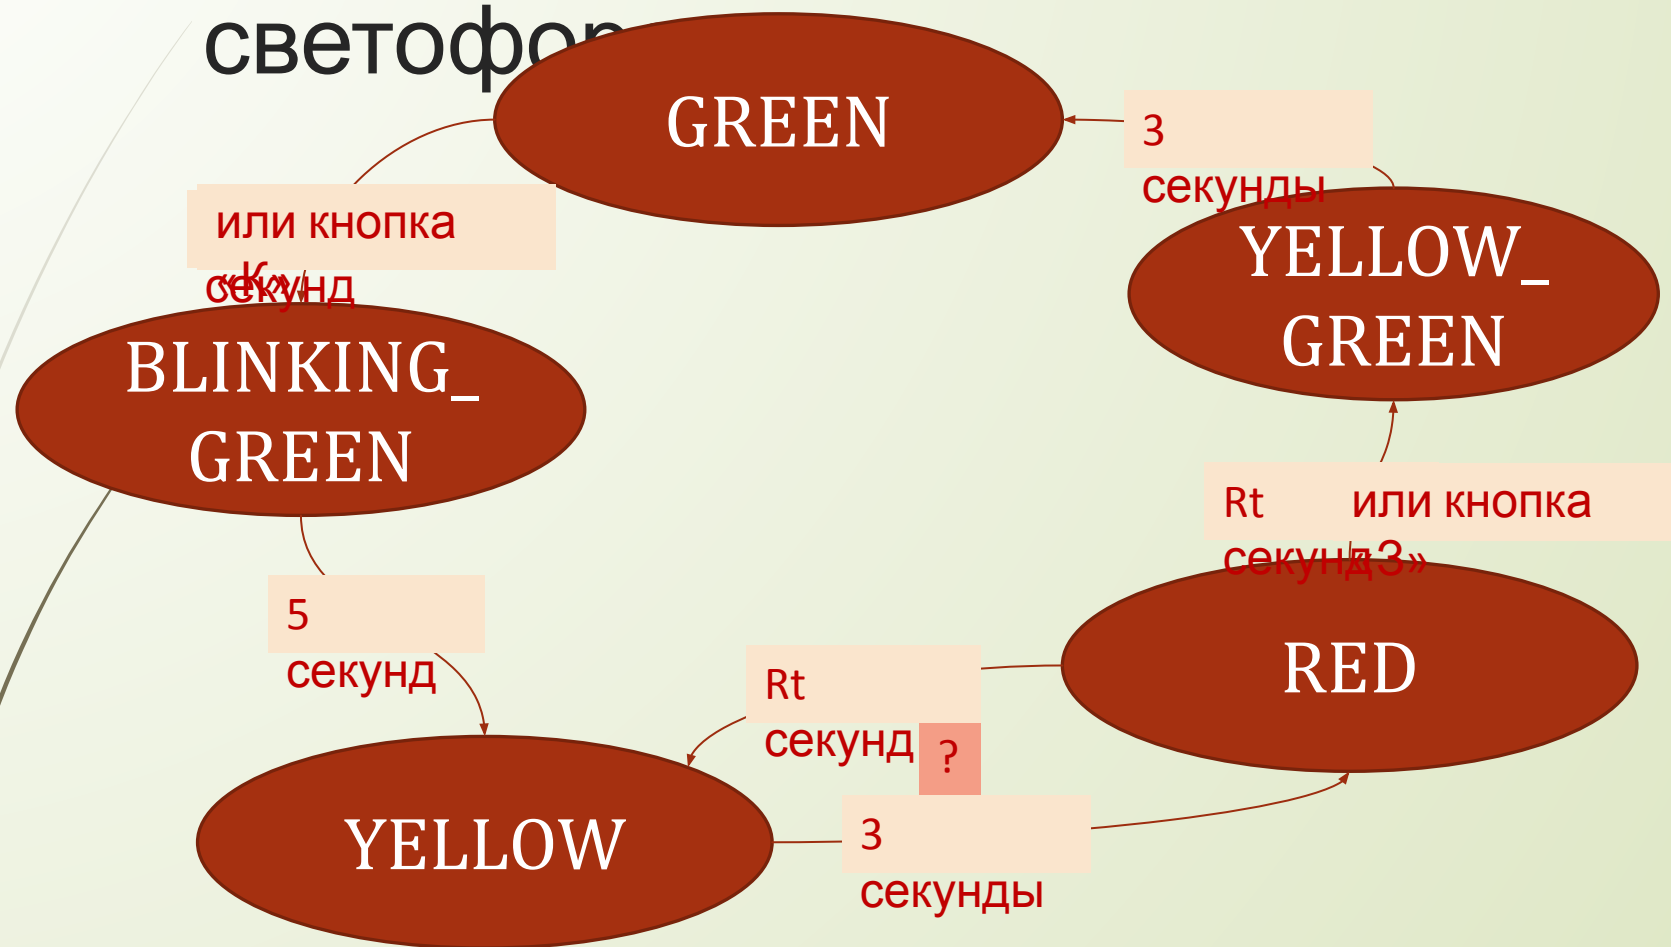 GREEN
3
секунды
или кнопка
«К»
секунд
YELLOW_
GREEN
BLINKING_
GREEN
Rt
секунд
или кнопка
«З»
5
секунд
RED
Rt
секунд
?
YELLOW
3
секунды